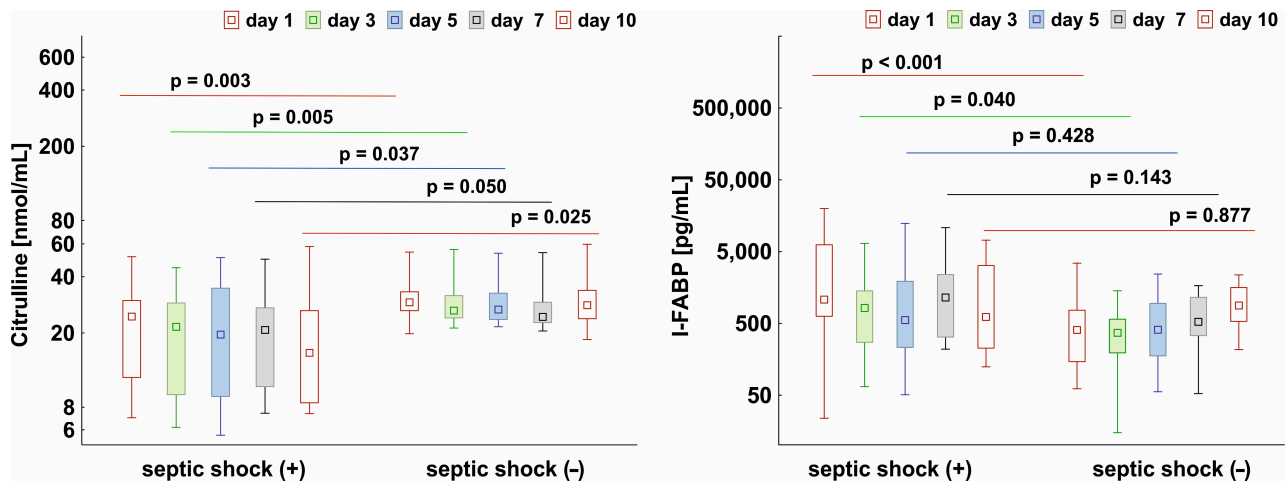 day 1 day 3 day 5 day 7 day 10
Citrulline [nmol/mL]
600
400
200
80
60
40
20
8
6
p = 0.003
p = 0.005
p = 0.037
p = 0.050
p = 0.025
septic shock (+) septic shock (–)
day 1 day 3 day 5 day 7 day 10
I-FABP [pg/mL]
500,000
50,000
5,000
500
50
p < 0.001
p = 0.040
p = 0.428
p = 0.143
p = 0.877
septic shock (+) septic shock (–)